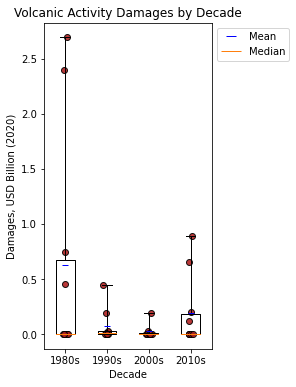 Volcanic Activity Damages by Decade
Mean
Median
Damages, USD Billion (2020)
2.5
2.0
1.5
1.0
0.5
0.0
1980s 1990s 2000s 2010s
Decade